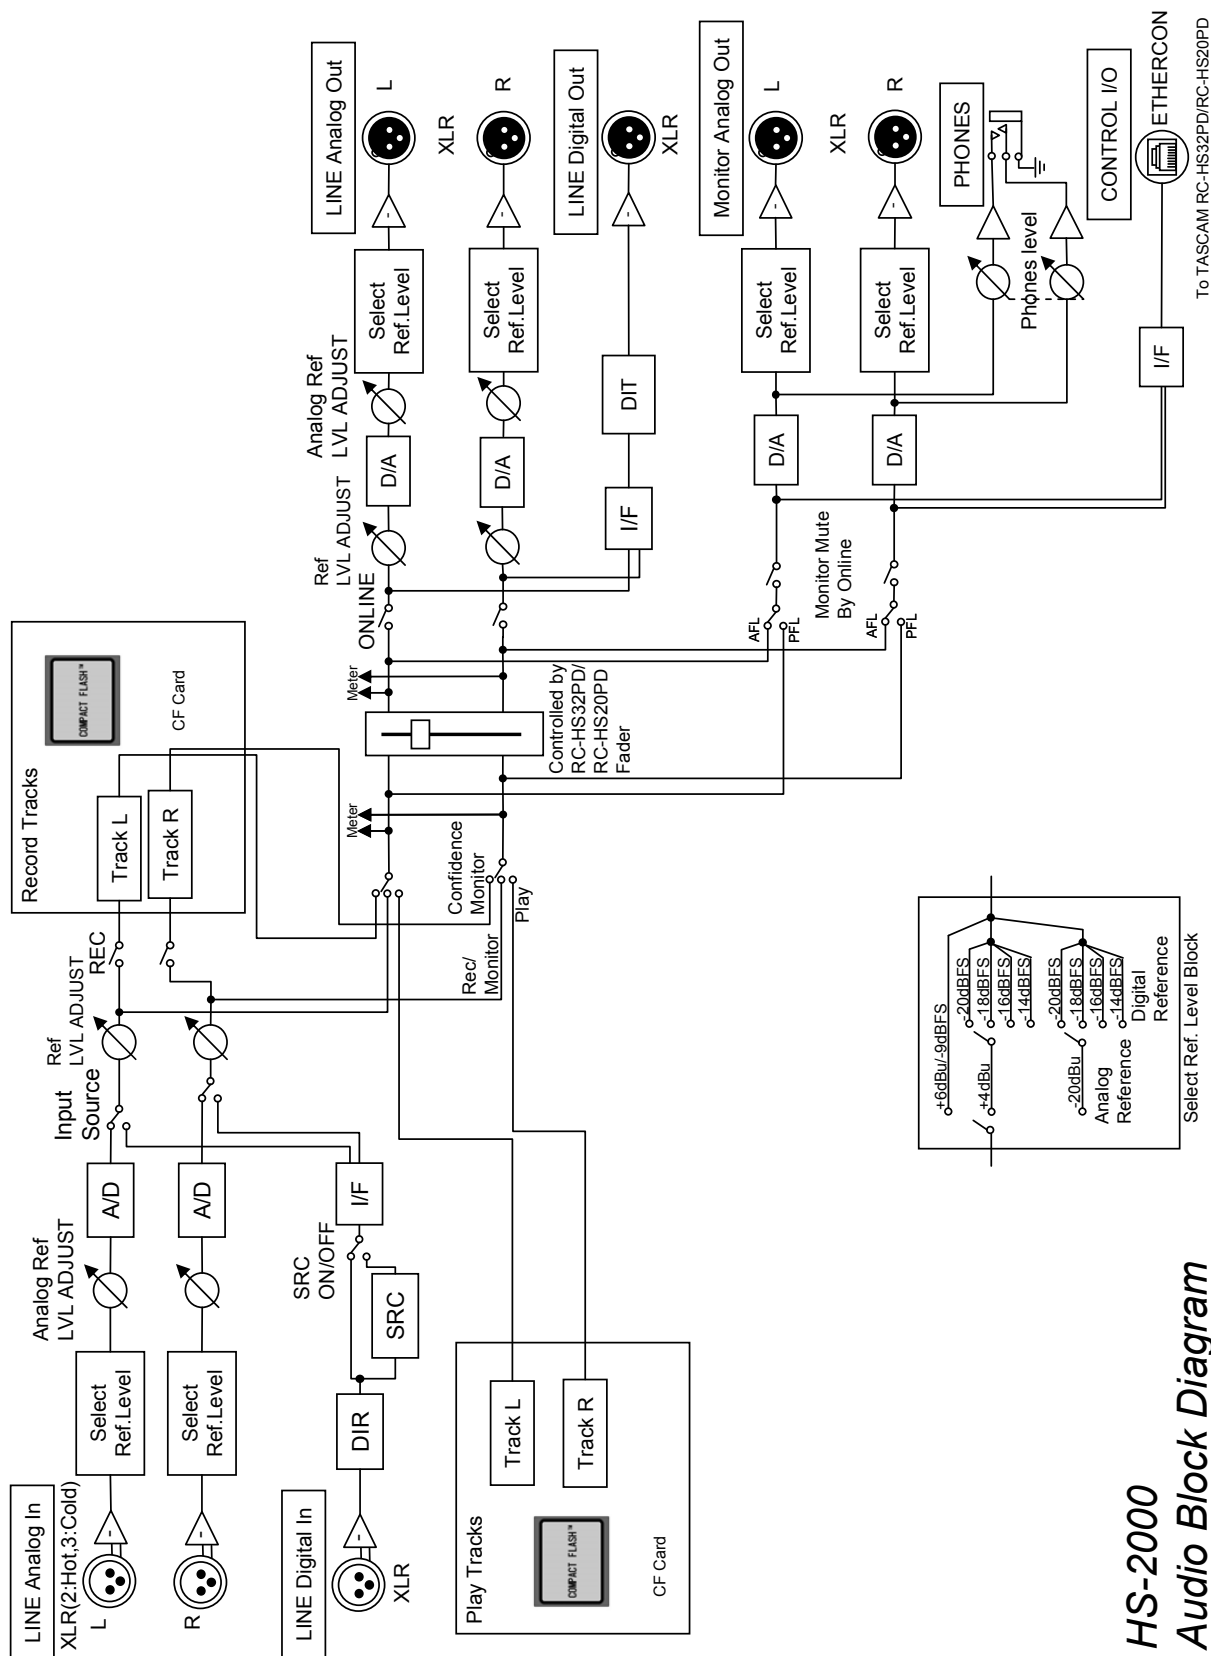 LINE Analog In
XLR(2:Hot,3:Cold)
L
R
Select
Ref.Level
Select
Ref.Level
Analog Ref
LVL ADJUST
A/D
A/D
Input
Source
Ref
LVL ADJUST
REC
Record Tracks
Track L
Track R
COMPACT FLASH™
CF Card
LINE Digital In
XLR
DIR
SRC
SRC
ON/OFF
I/F
Rec/
Monitor
Confidence
Monitor
Play
Meter
Meter
Controlled by
RC-HS32PD/
RC-HS20PD
Fader
ONLINE
Ref
LVL ADJUST
D/A
D/A
Analog Ref
LVL ADJUST
Select
Ref.Level
Select
Ref.Level
LINE Analog Out
L
XLR
R
I/F
DIT
LINE Digital Out
XLR
Play Tracks
COMPACT FLASH™
CF Card
Track L
Track R
AFL
PFL
AFL
PFL
Monitor Mute
By Online
D/A
D/A
Select
Ref.Level
Select
Ref.Level
Monitor Analog Out
L
XLR
R
Phones level
PHONES
I/F
CONTROL I/O
ETHERCON
To TASCAM RC-HS32PD/RC-HS20PD
+6dBu/-9dBFS
+4dBu
-20dBFS
-18dBFS
-16dBFS
-14dBFS
-20dBu
-20dBFS
-18dBFS
-16dBFS
-14dBFS
Analog
Reference
Digital
Reference
Select Ref. Level Block
HS-2000
Audio Block Diagram